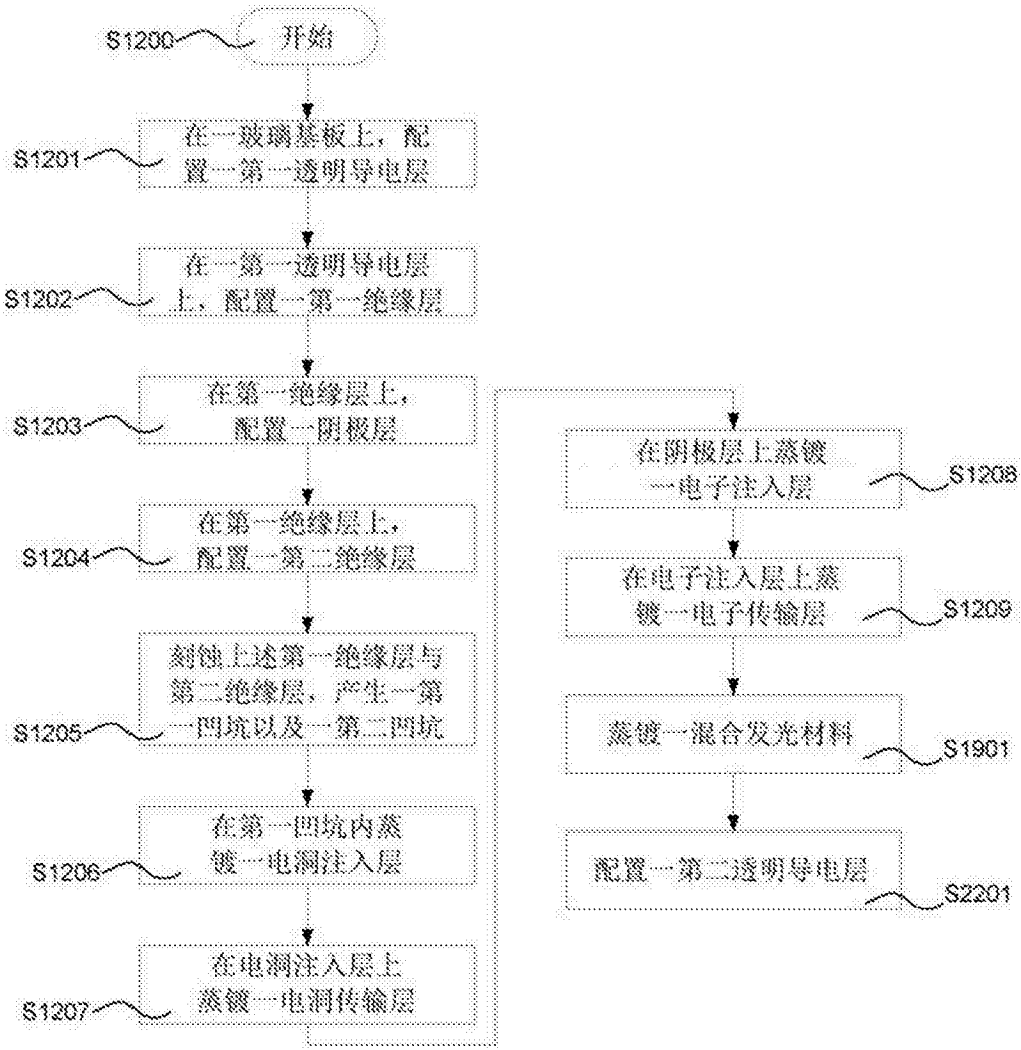 S1200
开始
S1201
在一玻璃基板上，配
置一第一透明导电层
S1202
在一第一透明导电层
上，配置一第一绝缘层
S1203
在第一绝缘层上，
配置一阴极层
S1204
在第一绝缘层上，
配置一第二绝缘层
S1205
刻蚀上述第一绝缘层与
第二绝缘层，产生一第
一凹坑以及一第二凹坑
S1206
在第一凹坑内蒸
镀一电洞注入层
S1207
在电洞注入层上
蒸镀一电洞传输层
在阴极层上蒸镀
一电子注入层
S1208
在电子注入层上蒸
镀一电子传输层
S1209
蒸镀一混合发光材料
S1901
配置一第二透明导电层
S2201